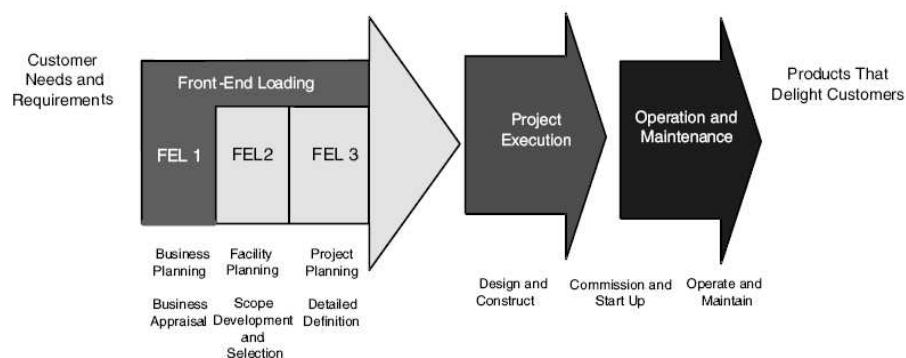 Customer
Needs and
Requirements
Front-End Loading
FEL 1
FEL2
FEL 3
Business
Planning
Facility
Planning
Project
Planning
Business
Appraisal
Scope
Development
and
Selection
Detailed
Definition
Project
Execution
Operation and
Maintenance
Design and
Construct
Commission and
Start Up
Operate and
Maintain
Products That
Delight Customers